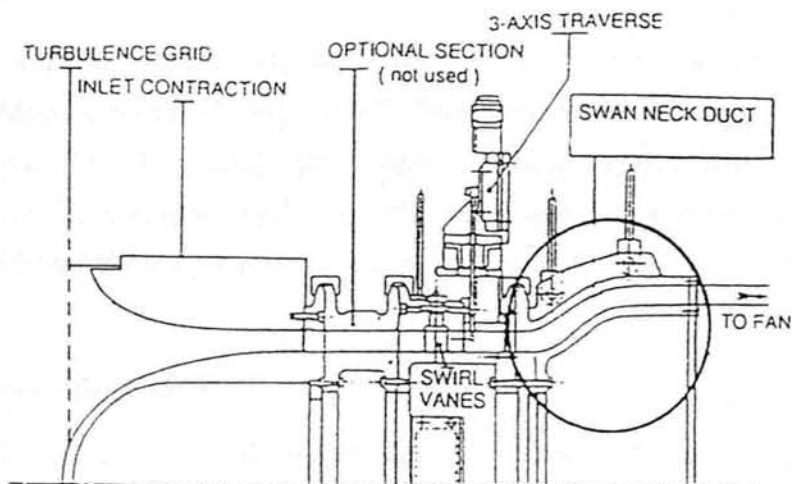 3-AXIS TRAVERSE
TURBULENCE GRID
OPTIONAL SECTION
( not used )
INLET CONTRACTION
SWAN NECK DUCT
TO FAN
SWIRL
VANES